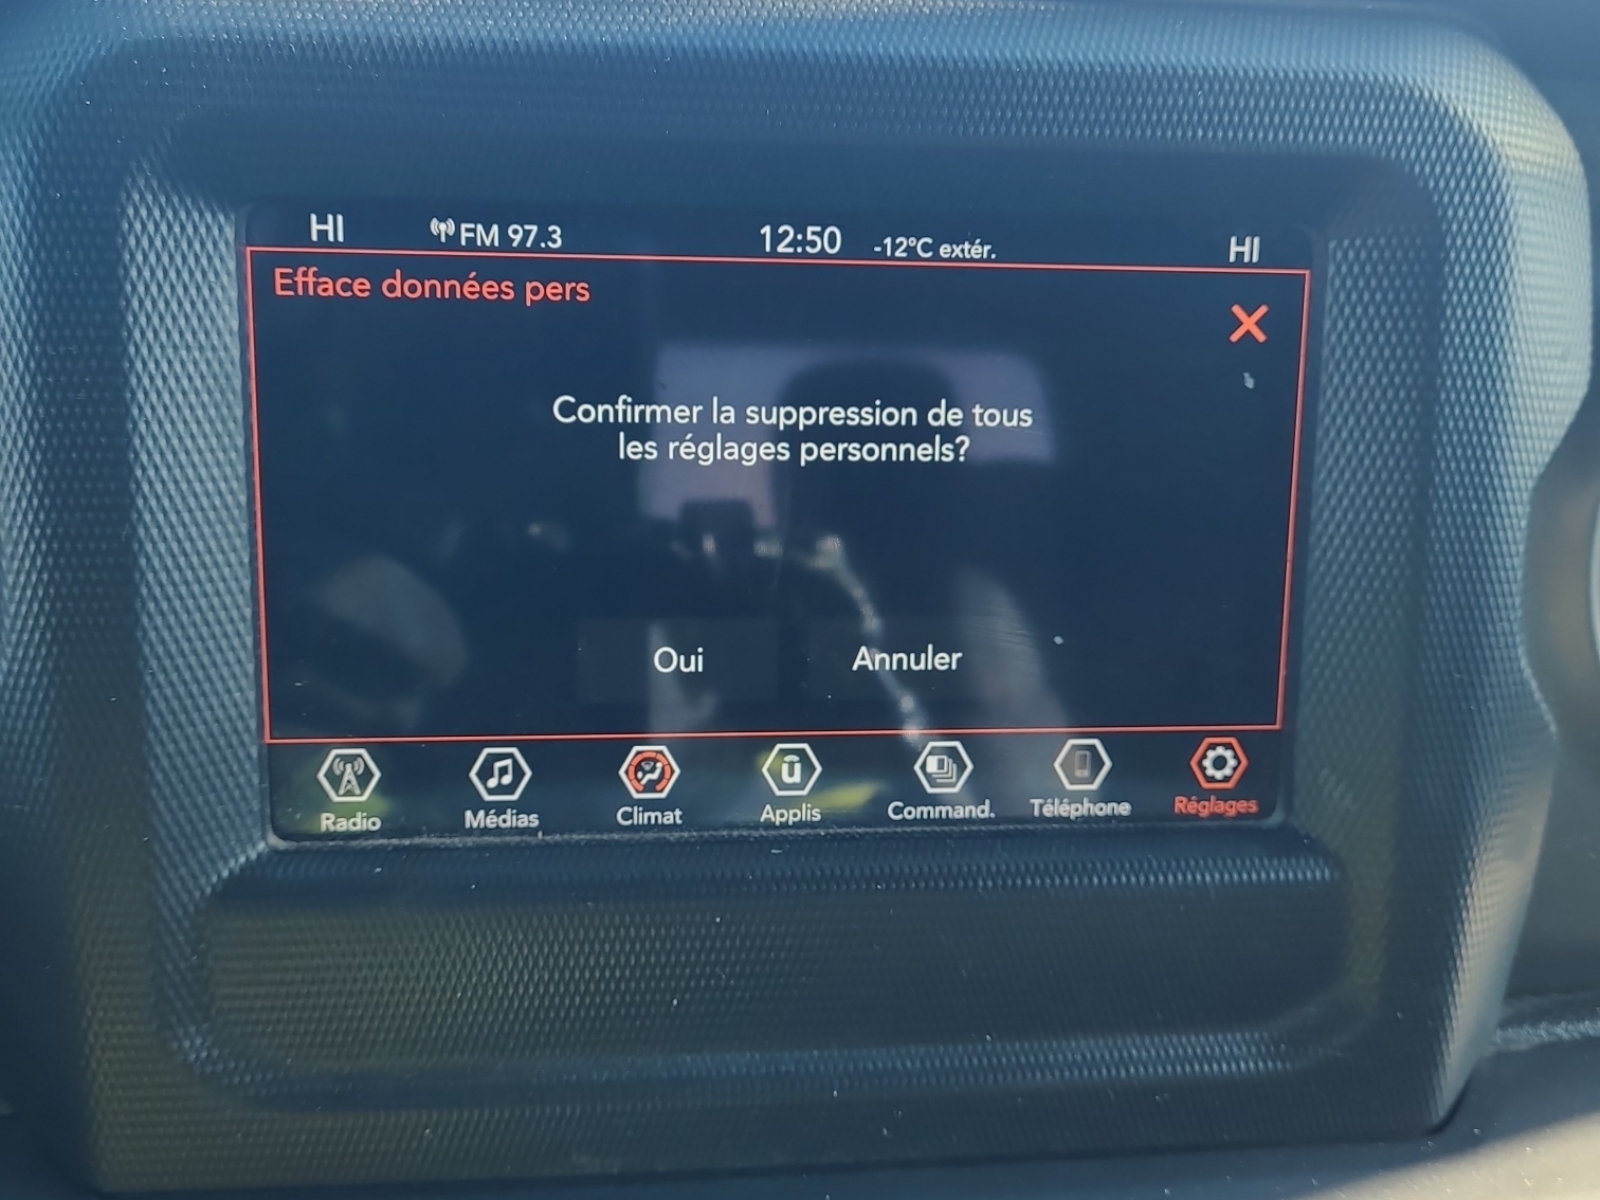 HI FM 97.3 12:50 -12°C extér. HI
Efface données pers
Confirmer la suppression de tous
les réglages personnels?
Oui Annuler
Radio Médias Climat Applis Command. Téléphone Réglages